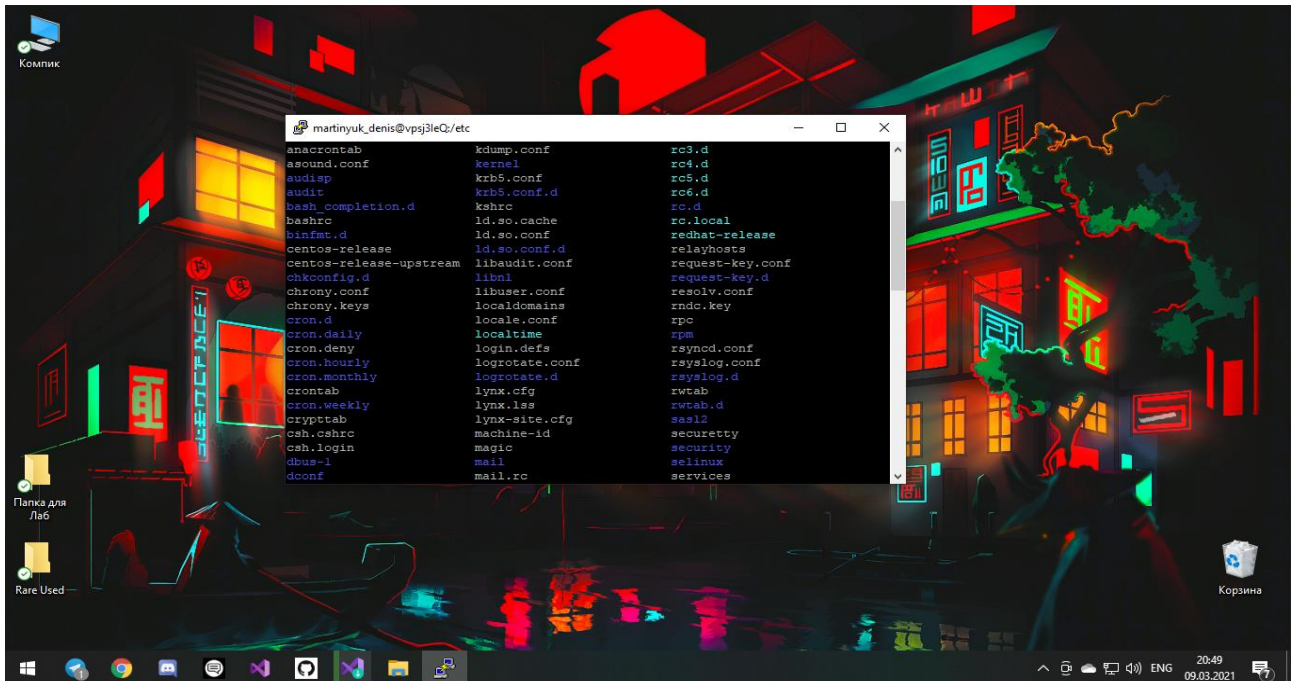 Компик
martinyuk_denis@vpsj3leQ:/etc
anacrontab kdump.conf rc3.d
asound.conf kernel rc4.d
audisp krb5.conf rc5.d
audit krb5.conf.d rc6.d
bash_completion.d kshrc rc.d
bashrc ld.so.cache rc.local
binfmt.d ld.so.conf redhat-release
centos-release ld.so.conf.d relayhosts
centos-release-upstream libaudit.conf request-key.conf
chkconfig.d libnl request-key.d
chrony.conf libuser.conf resolv.conf
chrony.keys localdomains rndc.key
cron.d locale.conf rpc
cron.daily localtime rpm
cron.deny login.defs rsyncd.conf
cron.hourly logrotate.conf rsyslog.conf
cron.monthly logrotate.d rsyslog.d
crontab lynx.cfg rwtab
cron.weekly lynx.lss rwtab.d
crypttab lynx-site.cfg sasl2
csh.cshrc machine-id securetty
csh.login magic security
dbus-1 mail selinux
dconf mail.rc services
Папка для
Лаб
Rare Used
Корзина
ENG
20:49
09.03.2021
7
1